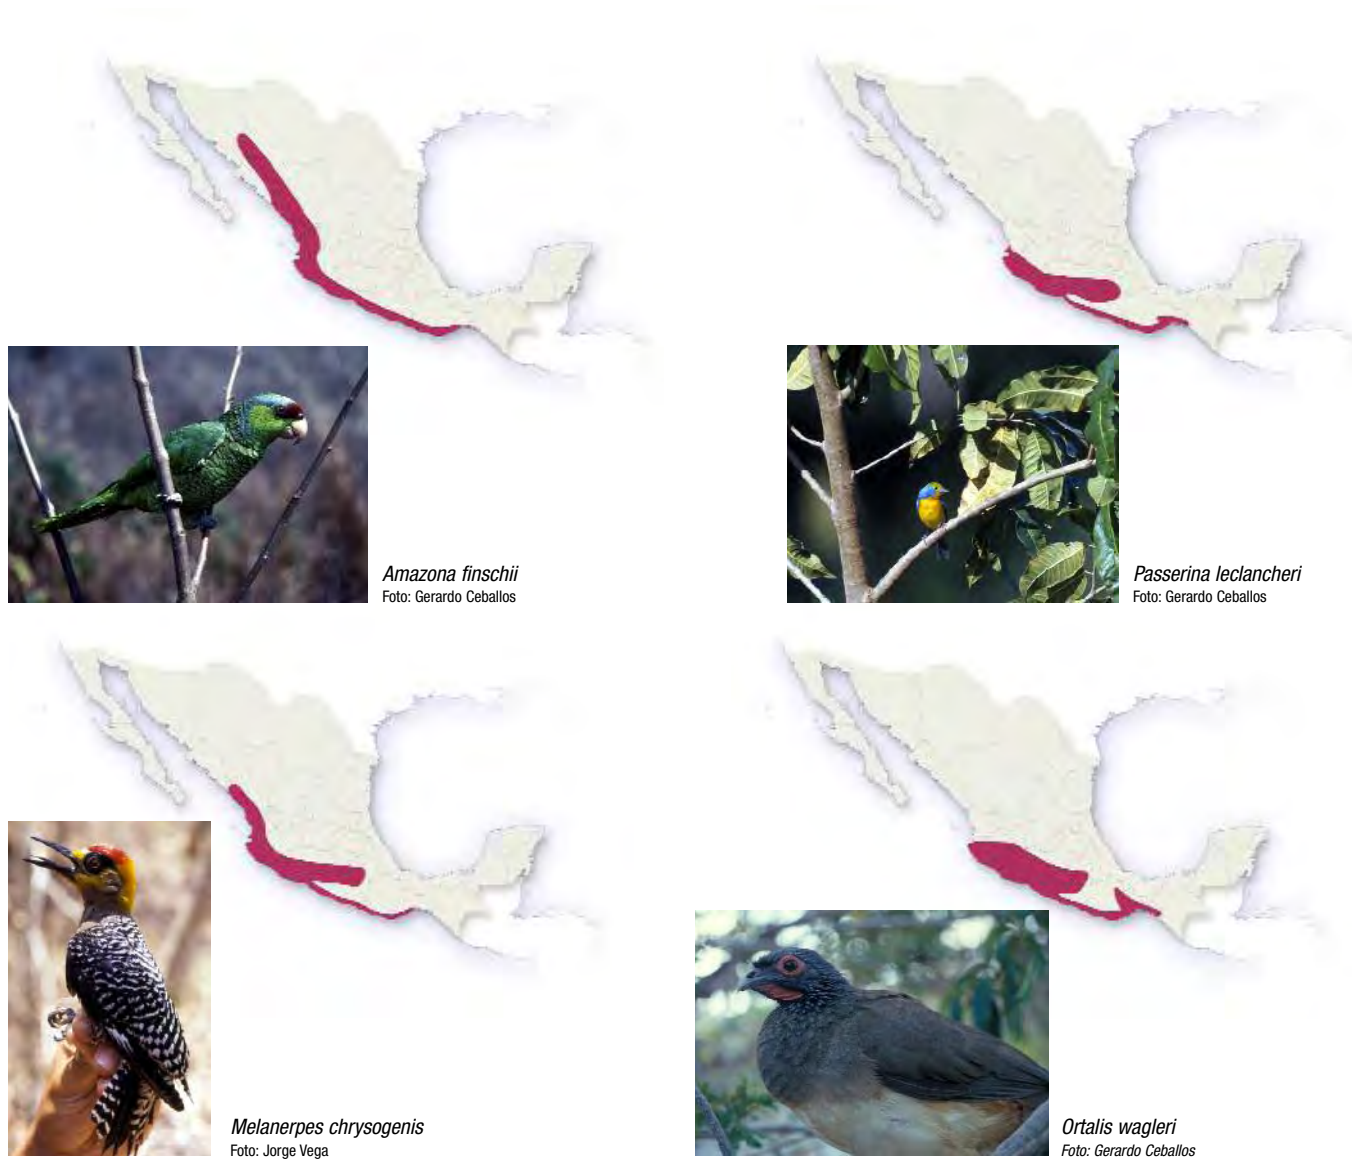 Amazona finschii
Foto: Gerardo Ceballos
Passerina leclancheri
Foto: Gerardo Ceballos
Melanerpes chrysogenis
Foto: Jorge Vega
Ortalis wagleri
Foto: Gerardo Ceballos